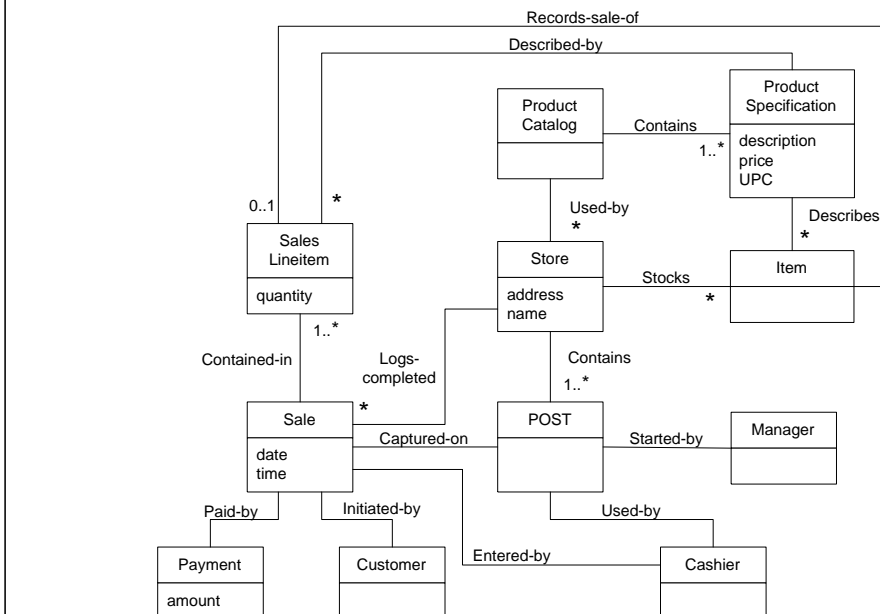 Records-sale-of
Described-by
Product
Specification
description
price
UPC
Product
Catalog
Contains
1..*
0..1
*
Used-by
*
Describes
*
Sales
Lineitem
quantity
Store
address
name
Stocks
*
Item
1..*
Contained-in
Logs-
completed
*
Contains
1..*
Sale
date
time
Captured-on
POST
Started-by
Manager
Paid-by
Initiated-by
Used-by
Entered-by
Payment
amount
Customer
Cashier